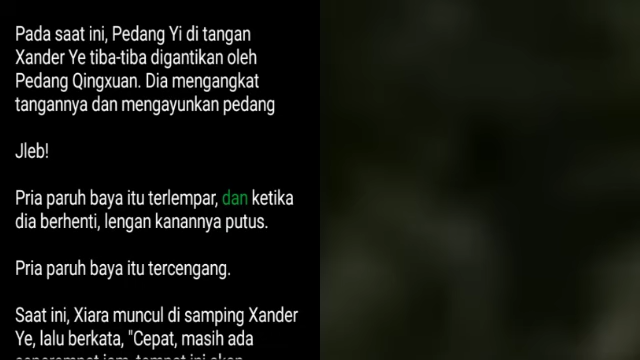 Pada saat ini, Pedang Yi di tangan
Xander Ye tiba-tiba digantikan oleh
Pedang Qingxuan. Dia mengangkat
tangannya dan mengayunkan pedang
Jleb!
Pria paruh baya itu terlempar, dan ketika
dia berhenti, lengan kanannya putus.
Pria paruh baya itu tercengang.
Saat ini, Xiara muncul di samping Xander
Ye, lalu berkata, "Cepat, masih ada